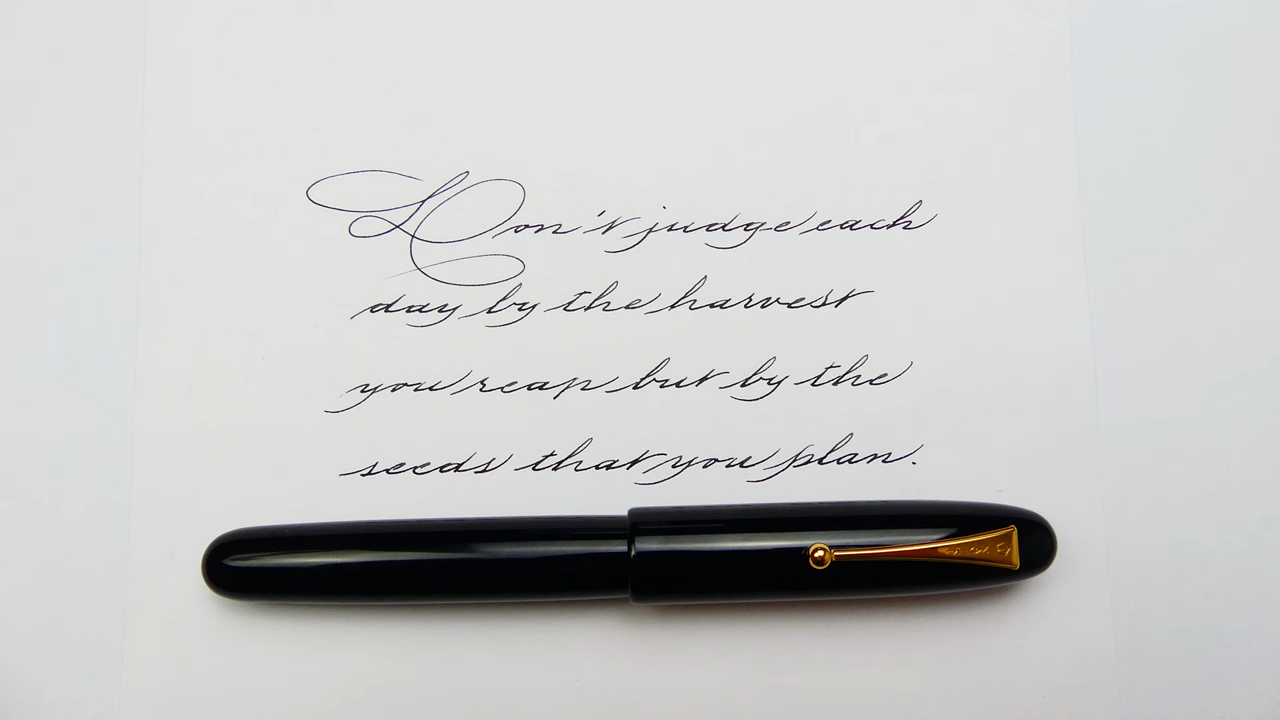 Don't judge each
day by the harvest
you reap but by the
seeds that you plan.